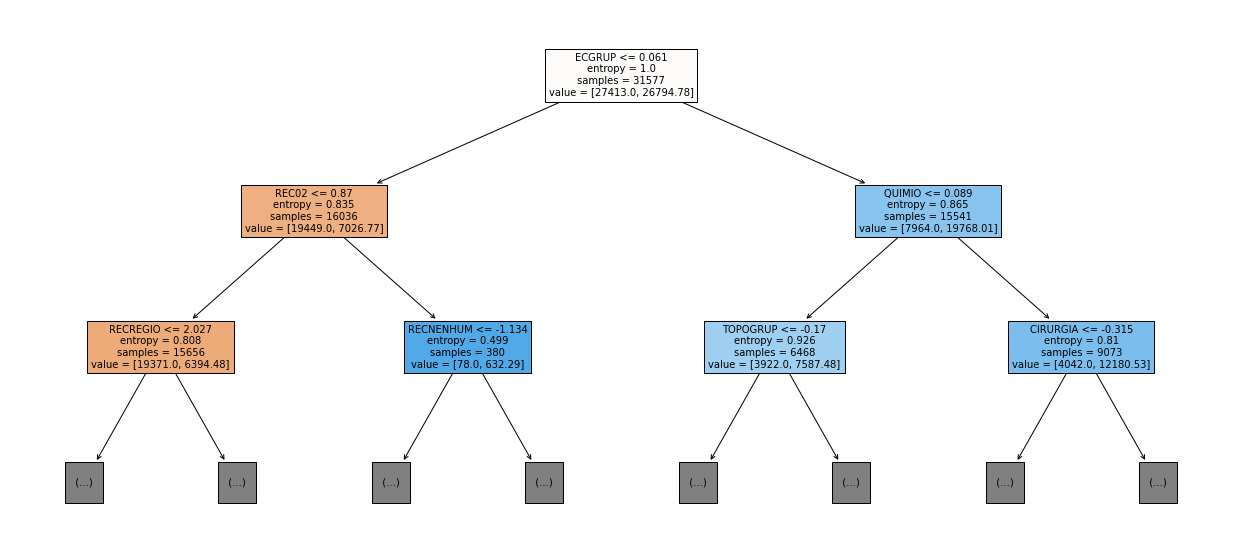 ECGRUP <= 0.061
entropy = 1.0
samples = 31577
value = [27413.0, 26794.78]
REC02 <= 0.87
entropy = 0.835
samples = 16036
value = [19449.0, 7026.77]
QUIMIO <= 0.089
entropy = 0.865
samples = 15541
value = [7964.0, 19768.01]
RECREGIO <= 2.027
entropy = 0.808
samples = 15656
value = [19371.0, 6394.48]
RECNENHUM <= -1.134
entropy = 0.499
samples = 380
value = [78.0, 632.29]
TOPOGRUP <= -0.17
entropy = 0.926
samples = 6468
value = [3922.0, 7587.48]
CIRURGIA <= -0.315
entropy = 0.81
samples = 9073
value = [4042.0, 12180.53]
(...)
(...)
(...)
(...)
(...)
(...)
(...)
(...)